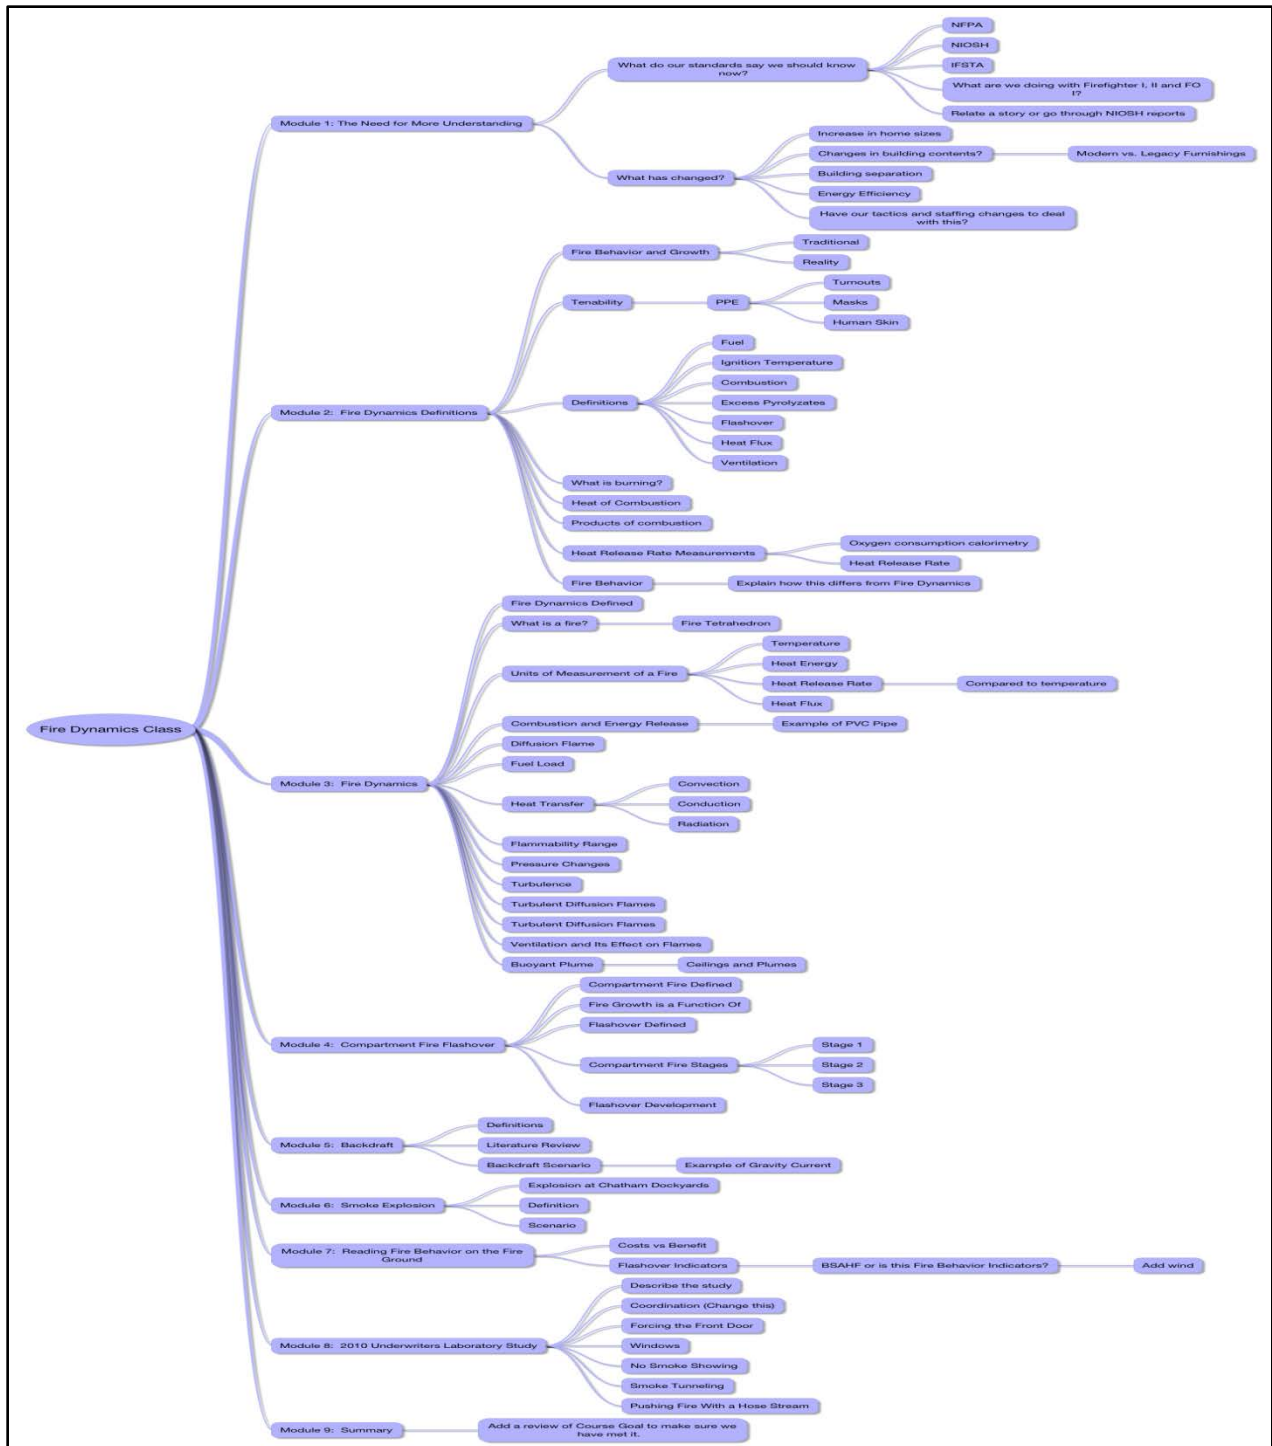 Fire Dynamics Class
Module 1: The Need for More Understanding
What do our standards say we should know
now?
NFPA
NIOSH
IFSTA
What are we doing with Firefighter I, II and FO
I?
Relate a story or go through NIOSH reports
What has changed?
Increase in home sizes
Changes in building contents?
Modern vs. Legacy Furnishings
Building separation
Energy Efficiency
Have our tactics and staffing changes to deal
with this?
Module 2: Fire Dynamics Definitions
Fire Behavior and Growth
Traditional
Reality
Tenability
PPE
Turnouts
Masks
Human Skin
Definitions
Fuel
Ignition Temperature
Combustion
Excess Pyrolyzates
Flashover
Heat Flux
Ventilation
What is burning?
Heat of Combustion
Products of combustion
Heat Release Rate Measurements
Oxygen consumption calorimetry
Heat Release Rate
Fire Behavior
Explain how this differs from Fire Dynamics
Module 3: Fire Dynamics
Fire Dynamics Defined
What is a fire?
Fire Tetrahedron
Units of Measurement of a Fire
Temperature
Heat Energy
Heat Release Rate
Compared to temperature
Heat Flux
Combustion and Energy Release
Example of PVC Pipe
Diffusion Flame
Fuel Load
Heat Transfer
Convection
Conduction
Radiation
Flammability Range
Pressure Changes
Turbulence
Turbulent Diffusion Flames
Turbulent Diffusion Flames
Ventilation and Its Effect on Flames
Buoyant Plume
Ceilings and Plumes
Module 4: Compartment Fire Flashover
Compartment Fire Defined
Fire Growth is a Function Of
Flashover Defined
Compartment Fire Stages
Stage 1
Stage 2
Stage 3
Flashover Development
Module 5: Backdraft
Definitions
Literature Review
Backdraft Scenario
Example of Gravity Current
Module 6: Smoke Explosion
Explosion at Chatham Dockyards
Definition
Scenario
Module 7: Reading Fire Behavior on the Fire
Ground
Costs vs Benefit
Flashover Indicators
BSAHF or is this Fire Behavior Indicators?
Add wind
Module 8: 2010 Underwriters Laboratory Study
Describe the study
Coordination (Change this)
Forcing the Front Door
Windows
No Smoke Showing
Smoke Tunneling
Pushing Fire With a Hose Stream
Module 9: Summary
Add a review of Course Goal to make sure we
have met it.